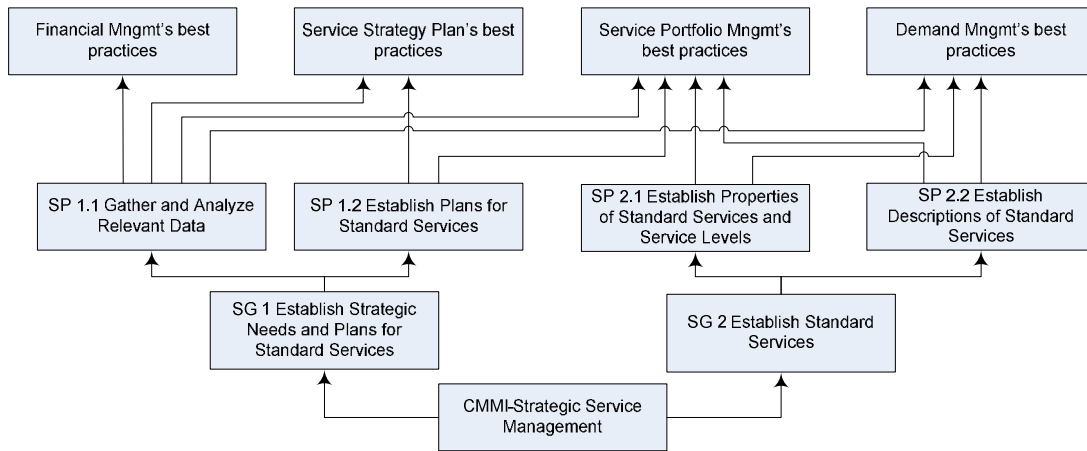 Financial Mngmt's best
practices
Service Strategy Plan's best
practices
Service Portfolio Mngmt's
best practices
Demand Mngmt's best
practices
SP 1.1 Gather and Analyze
Relevant Data
SP 1.2 Establish Plans for
Standard Services
SP 2.1 Establish Properties
of Standard Services and
Service Levels
SP 2.2 Establish
Descriptions of Standard
Services
SG 1 Establish Strategic
Needs and Plans for
Standard Services
SG 2 Establish Standard
Services
CMMI-Strategic Service
Management